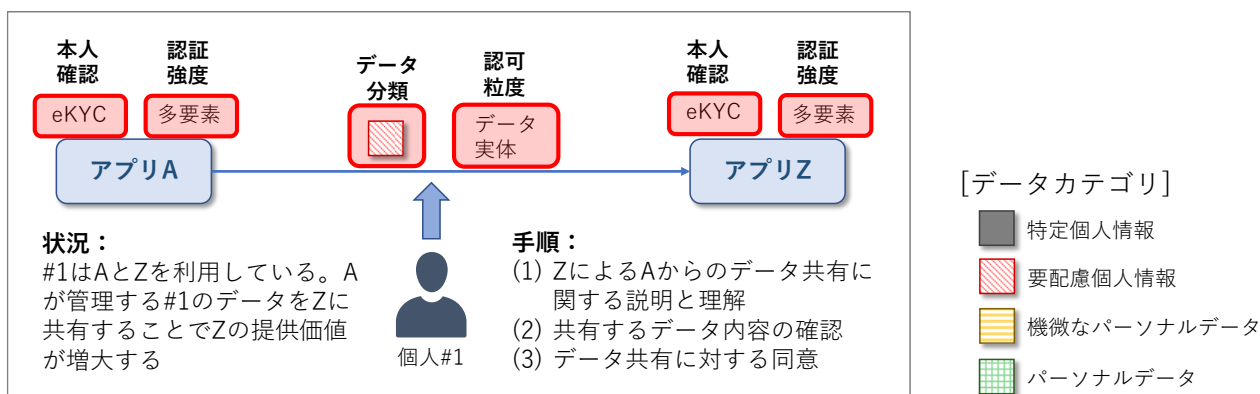 本人
確認
認証
強度
データ
分類
認可
粒度
本人
確認
認証
強度
eKYC
多要素
データ
実体
eKYC
多要素
アプリA
アプリZ
状況：
#1はAとZを利用している。A
が管理する#1のデータをZに
共有することでZの提供価値
が増大する
個人#1
手順：
(1) ZによるAからのデータ共有に
関する説明と理解
(2) 共有するデータ内容の確認
(3) データ共有に対する同意
[データカテゴリ]
特定個人情報
要配慮個人情報
機微なパーソナルデータ
パーソナルデータ